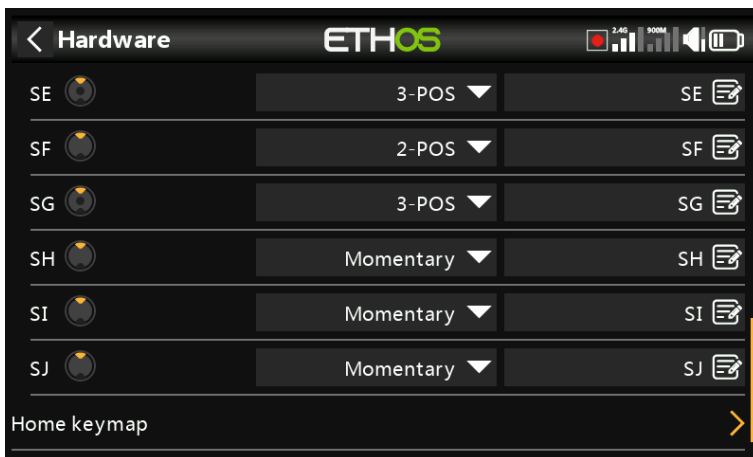 Hardware
ETHOS
2.4G 900M
SE 3-POS SE
SF 2-POS SF
SG 3-POS SG
SH Momentary SH
SI Momentary SI
SJ Momentary SJ
Home keymap